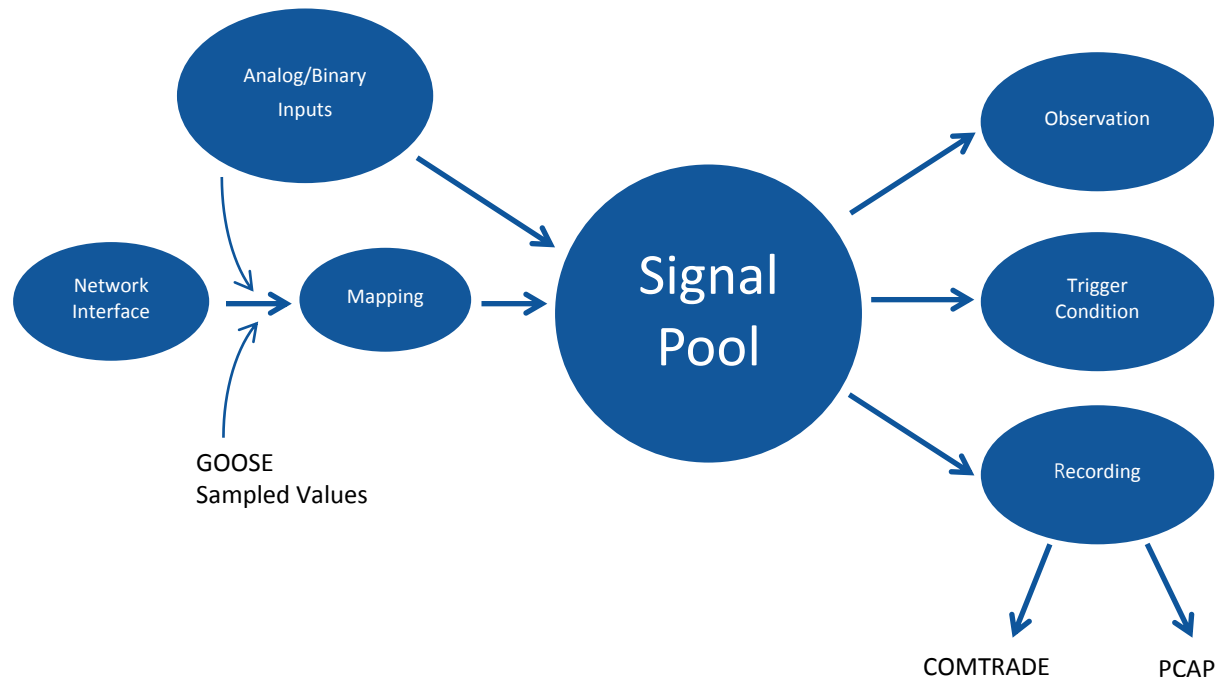 Analog/Binary
Inputs
Observation
Network
Interface
Mapping
Signal
Pool
Trigger
Condition
GOOSE
Sampled Values
Recording
COMTRADE
PCAP